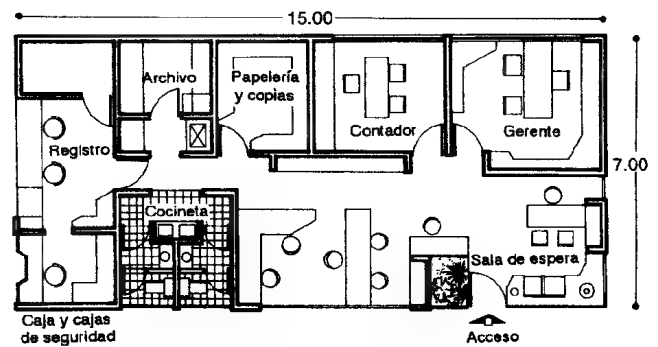 15.00
Archivo
Papelería
y copias
Contador
Gerente
Registro
7.00
Cocineta
Sala de espera
Caja y cajas
de seguridad
Acceso